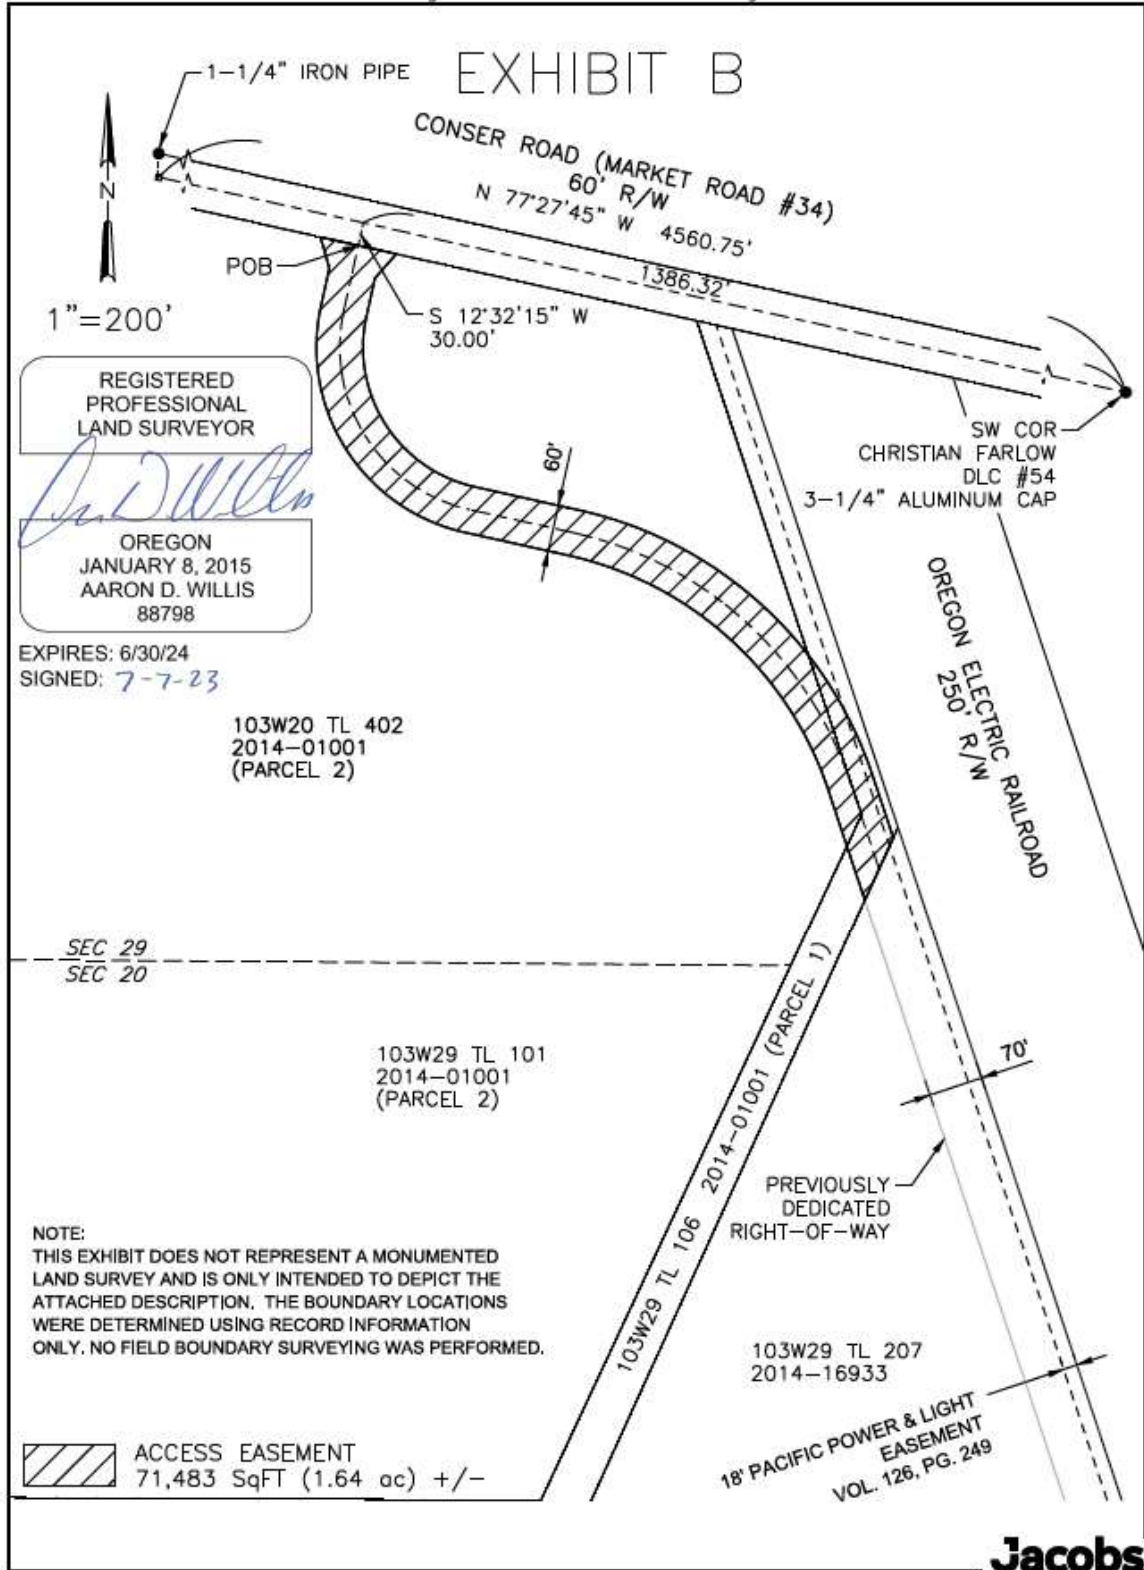 EXHIBIT B
1-1/4" IRON PIPE
CONSER ROAD (MARKET ROAD #34)
60' R/W
N 77°27'45" W 4560.75'
1386.32'
N
POB
S 12°32'15" W
30.00'
1"=200'
REGISTERED
PROFESSIONAL
LAND SURVEYOR
OREGON
JANUARY 8, 2015
AARON D. WILLIS
88798
EXPIRES: 6/30/24
SIGNED: 7-7-23
SW COR
CHRISTIAN FARLOW
DLC #54
3-1/4" ALUMINUM CAP
60'
OREGON ELECTRIC RAILROAD
250' R/W
103W20 TL 402
2014-01001
(PARCEL 2)
SEC 29
SEC 20
103W29 TL 101
2014-01001
(PARCEL 2)
103W29 TL 106 2014-01001 (PARCEL 1)
70'
PREVIOUSLY
DEDICATED
RIGHT-OF-WAY
NOTE:
THIS EXHIBIT DOES NOT REPRESENT A MONUMENTED
LAND SURVEY AND IS ONLY INTENDED TO DEPICT THE
ATTACHED DESCRIPTION. THE BOUNDARY LOCATIONS
WERE DETERMINED USING RECORD INFORMATION
ONLY. NO FIELD BOUNDARY SURVEYING WAS PERFORMED.
103W29 TL 207
2014-16933
18' PACIFIC POWER & LIGHT
EASEMENT
VOL. 126, PG. 249
ACCESS EASEMENT
71,483 SqFT (1.64 ac) +/-
Jacobs